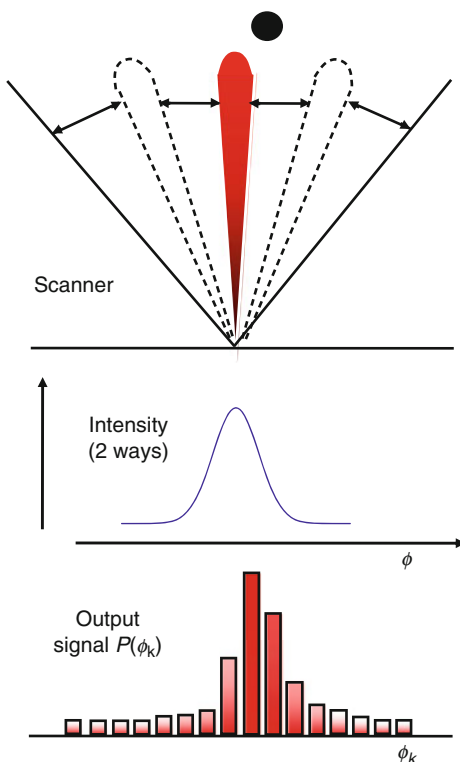 Scanner
Intensity
(2 ways)
ϕ
Output
signal P(ϕk)
ϕk